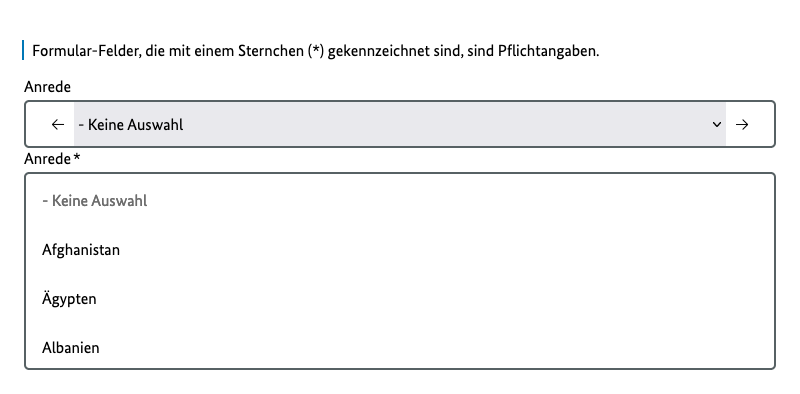 Formular-Felder, die mit einem Sternchen (*) gekennzeichnet sind, sind Pflichtangaben.
Anrede
- Keine Auswahl
Anrede *
- Keine Auswahl
Afghanistan
Ägypten
Albanien